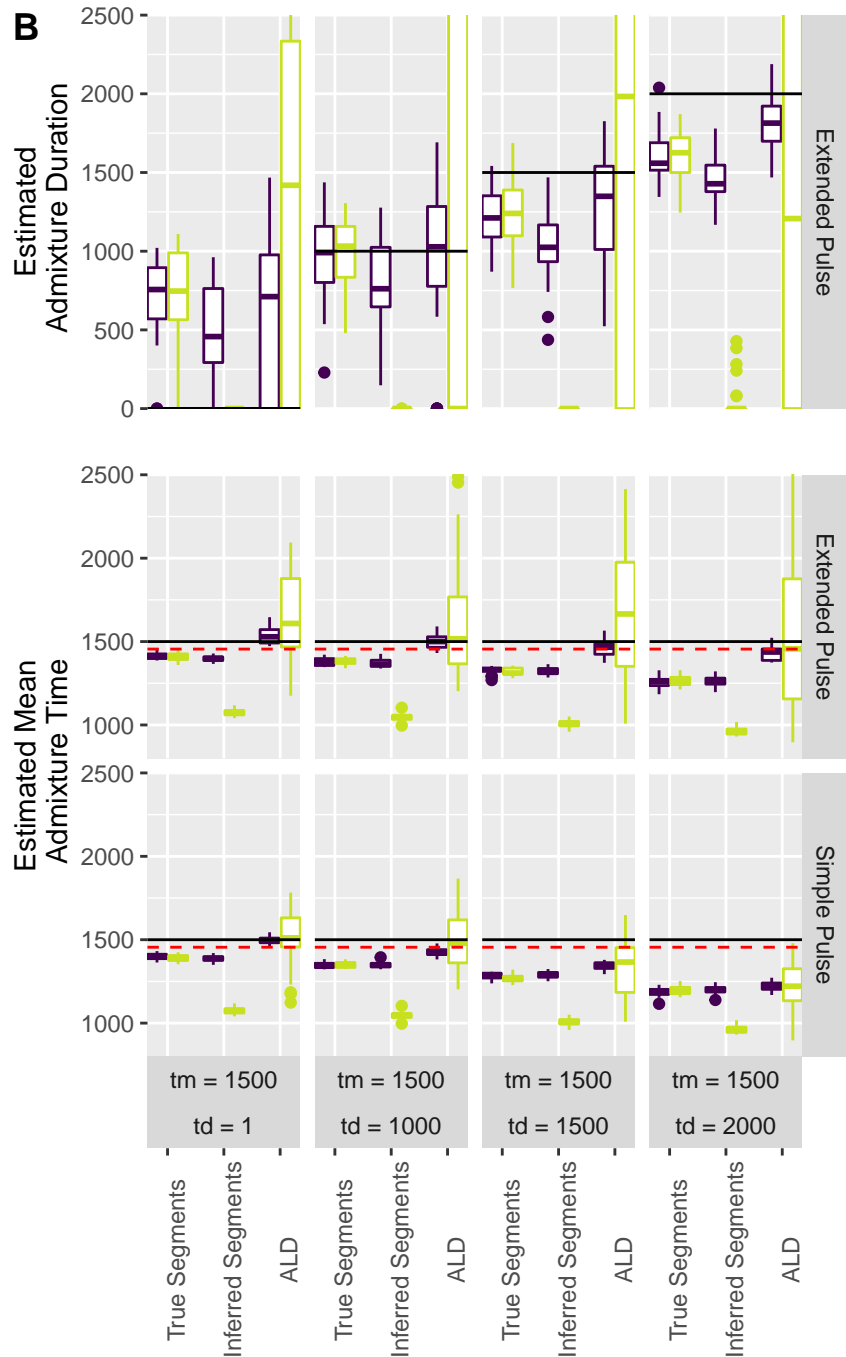 B
Estimated
Admixture Duration
2500
2000
1500
1000
500
0
Extended Pulse
Estimated Mean
Admixture Time
2500
2000
1500
1000
Extended Pulse
2500
2000
1500
1000
Simple Pulse
tm = 1500 tm = 1500 tm = 1500 tm = 1500
td = 1 td = 1000 td = 1500 td = 2000
True Segments
Inferred Segments
ALD
True Segments
Inferred Segments
ALD
True Segments
Inferred Segments
ALD
True Segments
Inferred Segments
ALD